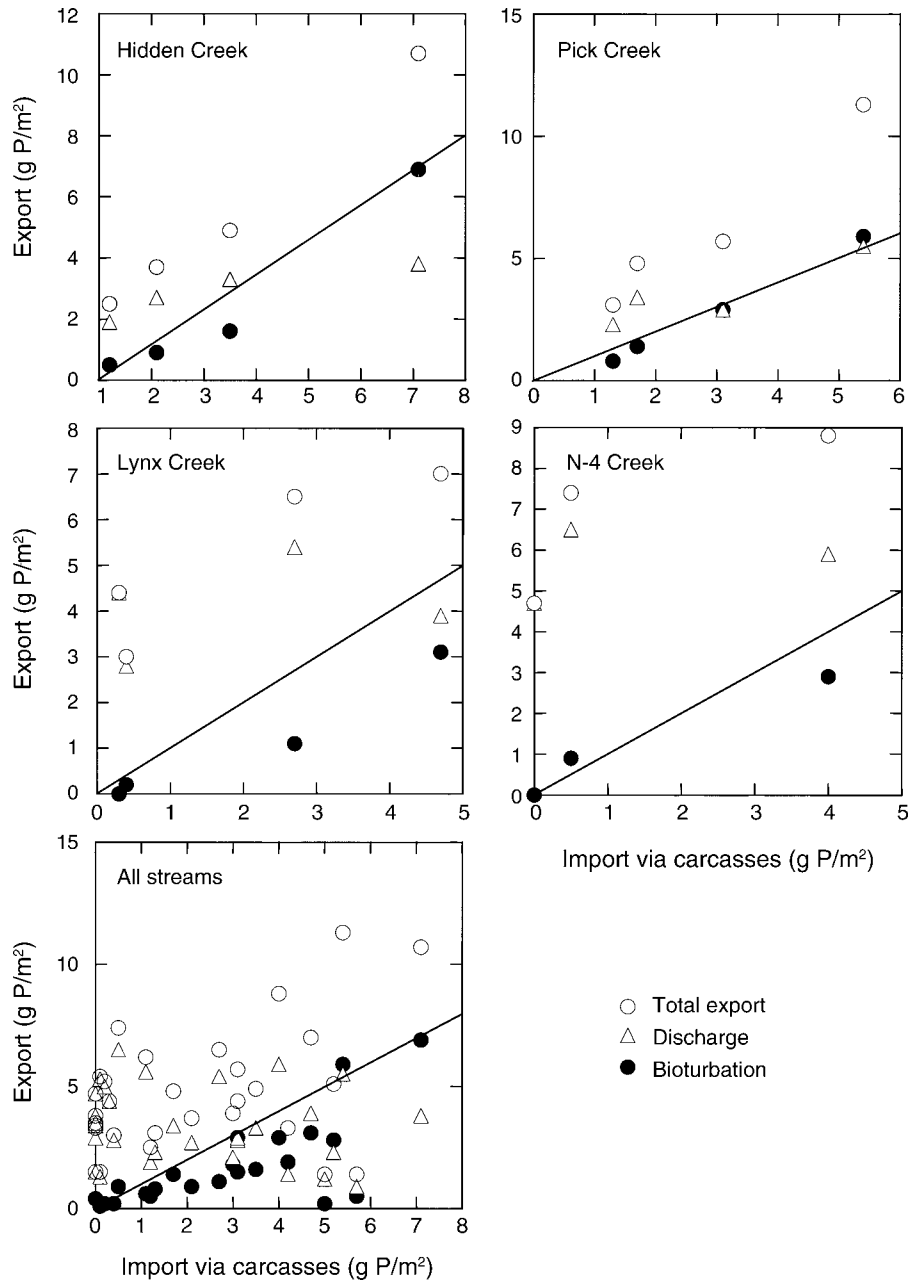 Hidden Creek
Export (g P/m²)
12
10
8
6
4
2
0
1 2 3 4 5 6 7 8
Pick Creek
15
10
5
0
0 1 2 3 4 5 6
Lynx Creek
Export (g P/m²)
8
7
6
5
4
3
2
1
0
0 1 2 3 4 5
N-4 Creek
9
8
7
6
5
4
3
2
1
0
0 1 2 3 4 5
Import via carcasses (g P/m²)
All streams
Export (g P/m²)
15
10
5
0
0 1 2 3 4 5 6 7 8
Import via carcasses (g P/m²)
Total export
Discharge
Bioturbation